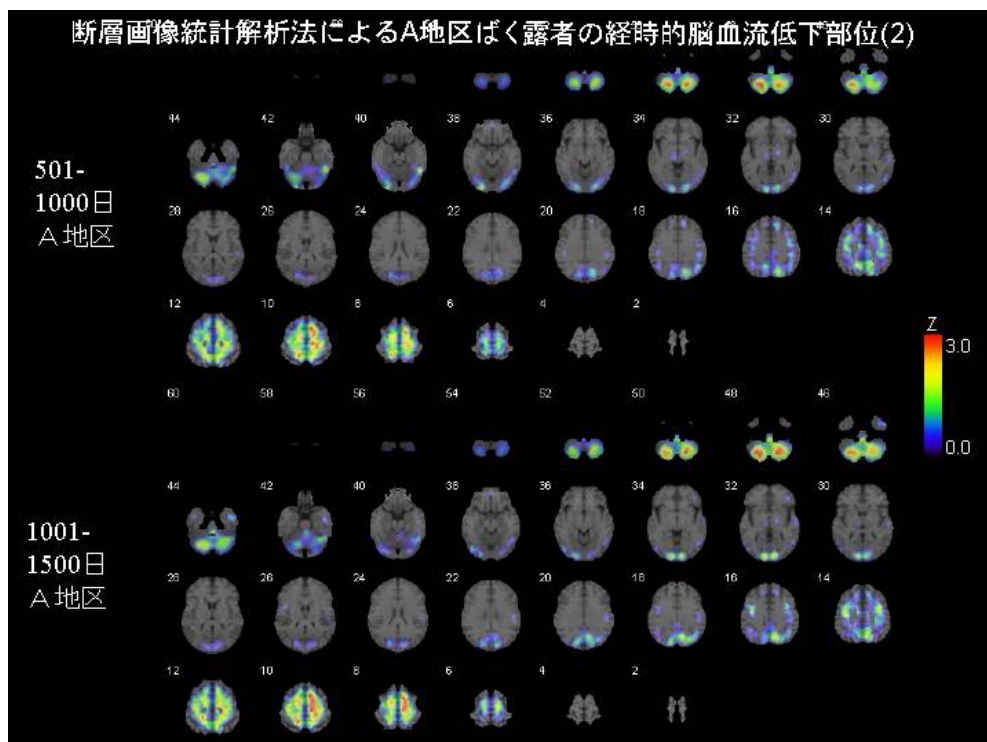 断層画像統計解析法によるA地区ばく露者の経時的脳血流低下部位(2)
44 42 40 38 36 34 32 30
501-
1000日
A 地区
28 26 24 22 20 18 16 14
12 10 8 6 4 2
Z
3.0
0.0
60 58 56 54 52 50 48 46
44 42 40 38 36 34 32 30
1001-
1500日
A 地区
28 26 24 22 20 18 16 14
12 10 8 6 4 2